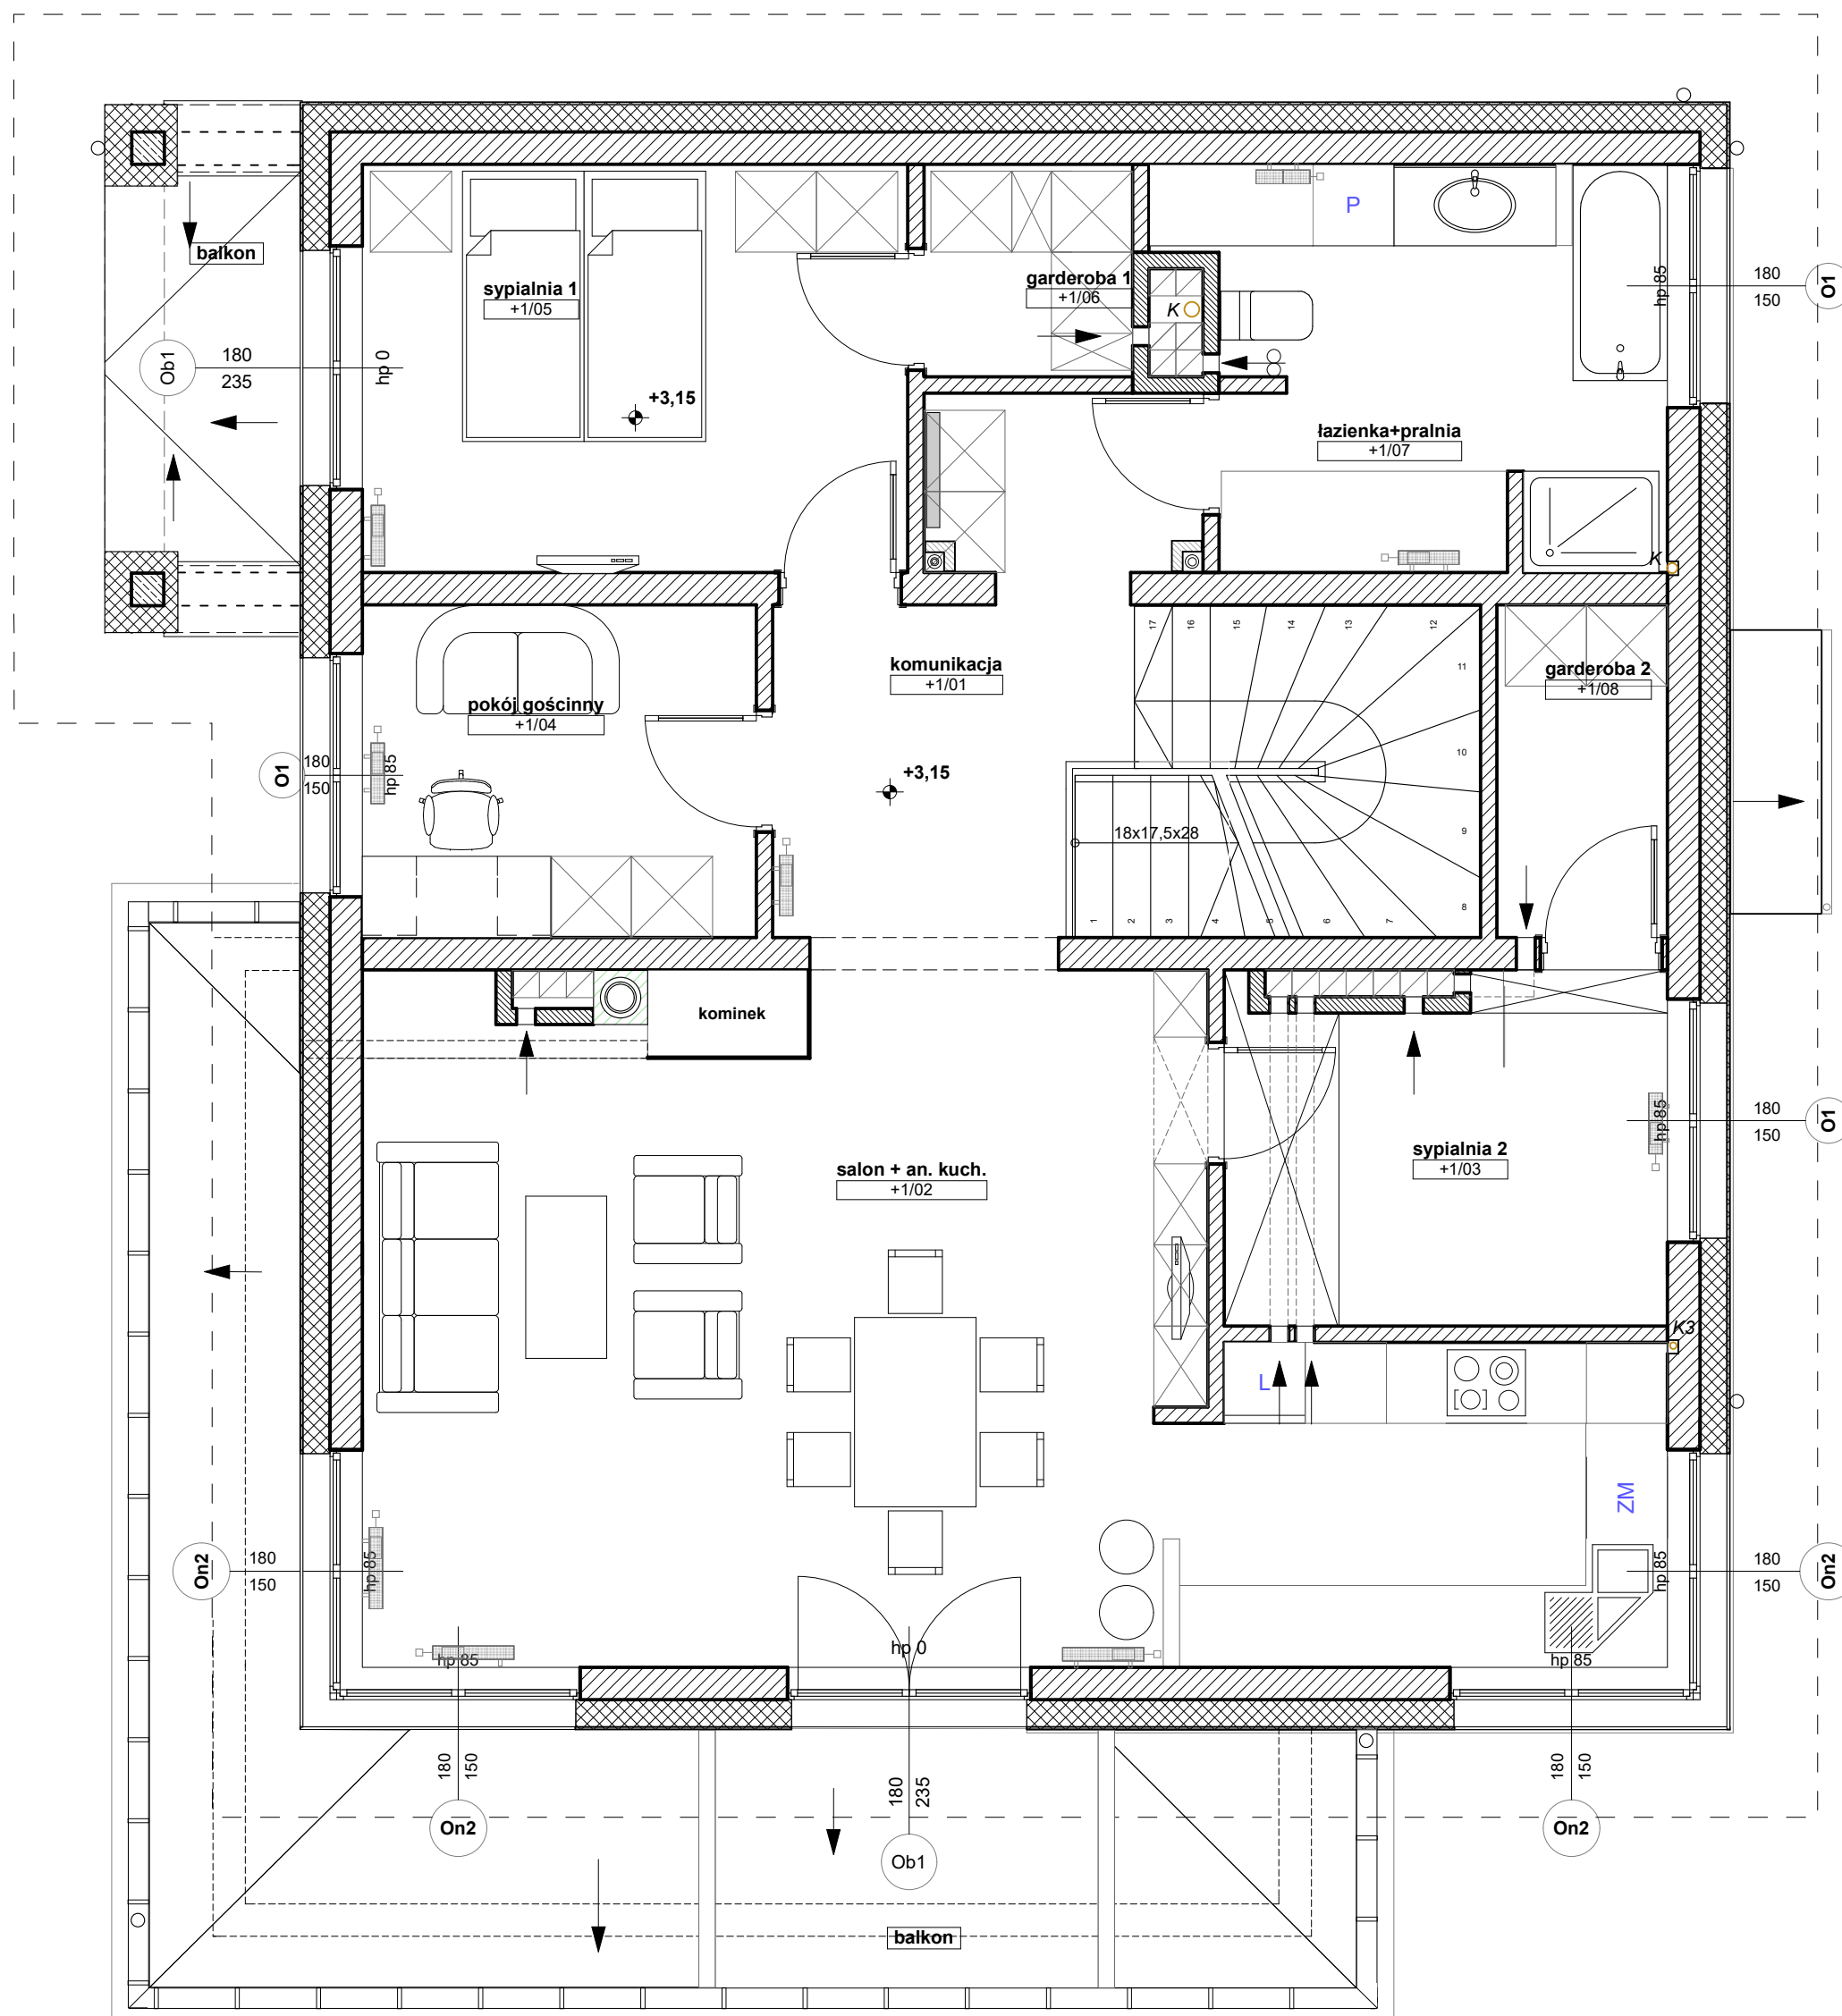 balkon
sypialnia 1
+1/05
garderoba 1
+1/06
K
P
hp 85
180
150
O1
Ob1
180
235
hp 0
+3,15
łazienka+pralnia
+1/07
K
17
16
15
14
13
12
11
10
9
8
7
6
5
4
3
2
1
18x17,5x28
komunikacja
+1/01
garderoba 2
+1/08
pokój gościnny
+1/04
O1
180
150
hp 85
+3,15
kominek
salon + an. kuch.
+1/02
sypialnia 2
+1/03
hp 85
180
150
O1
K3
L
ZM
On2
180
150
hp 85
hp 85
180
150
On2
hp 85
hp 0
hp 85
180
150
On2
180
235
Ob1
180
150
On2
balkon